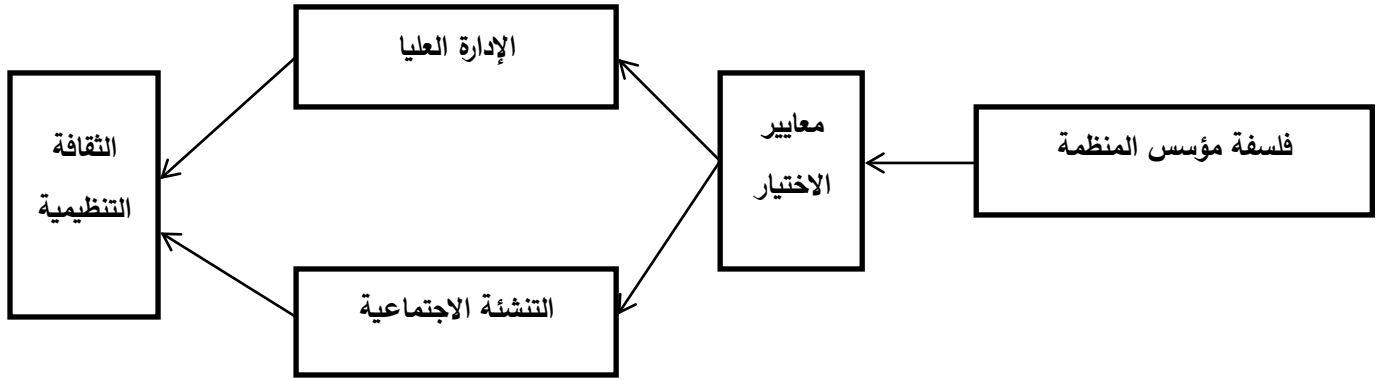 فلسفة مؤسس المنظمة
معايير
الاختيار
الإدارة العليا
التنشئة الاجتماعية
الثقافة
التنظيمية